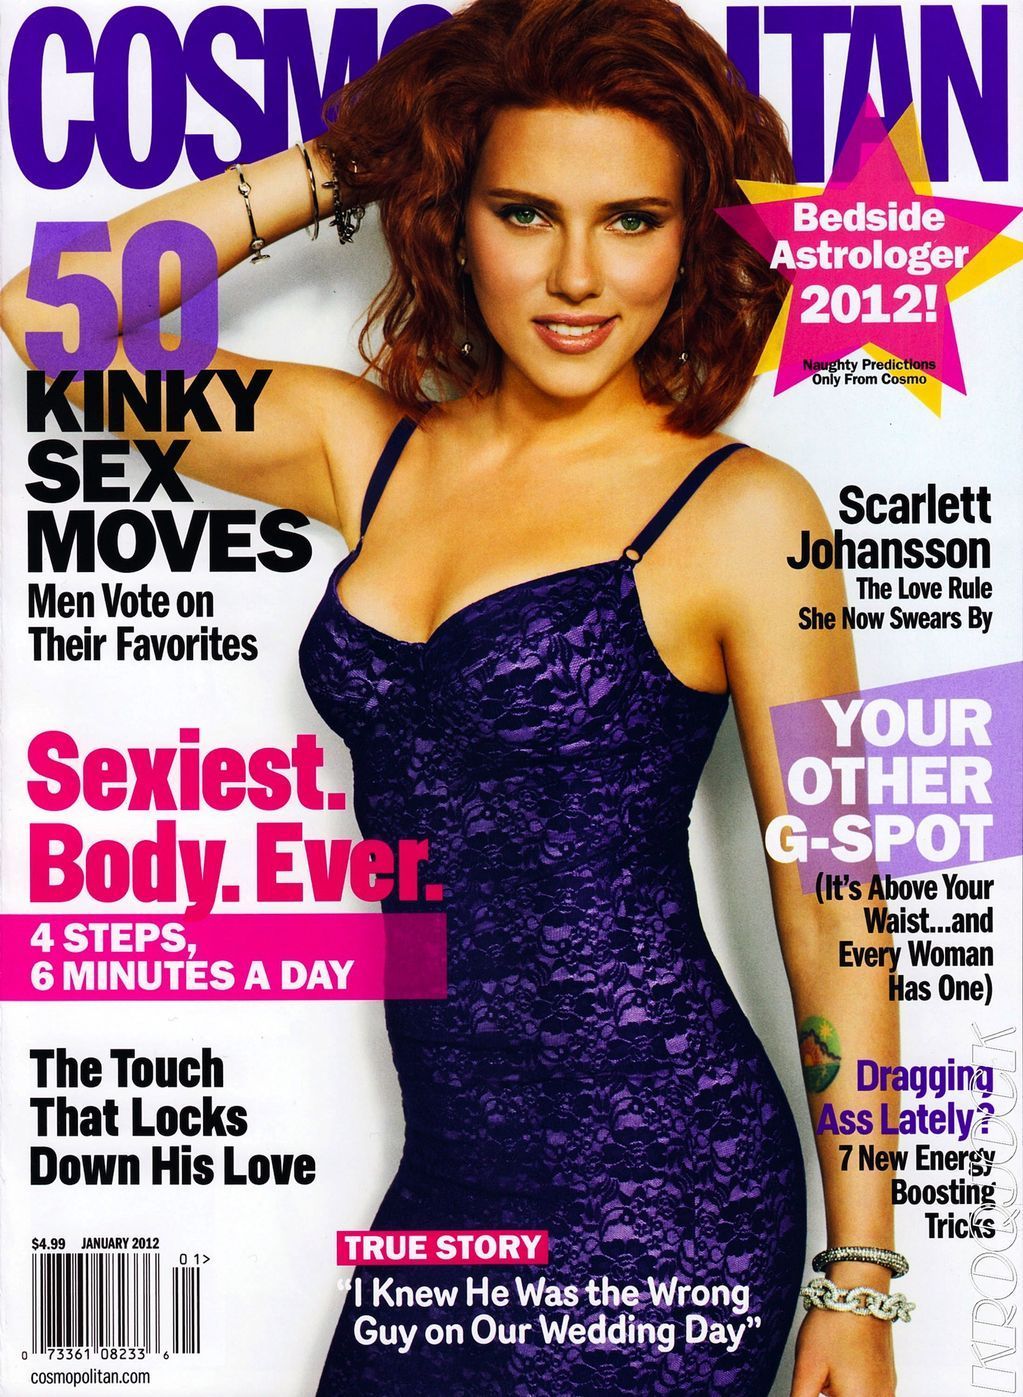 COSMOPOLITAN
50
KINKY
SEX
MOVES
Men Vote on
Their Favorites
Bedside
Astrologer
2012!
Naughty Predictions
Only From Cosmo
Scarlett
Johansson
The Love Rule
She Now Swears By
Sexiest.
Body. Ever.
4 STEPS,
6 MINUTES A DAY
YOUR
OTHER
G-SPOT
(It's Above Your
Waist...and
Every Woman
Has One)
The Touch
That Locks
Down His Love
Dragging
Ass Lately?
7 New Energy
Boosting
Tricks
$4.99 JANUARY 2012
01>
0 73361 08233 6
cosmopolitan.com
TRUE STORY
“I Knew He Was the Wrong
Guy on Our Wedding Day”